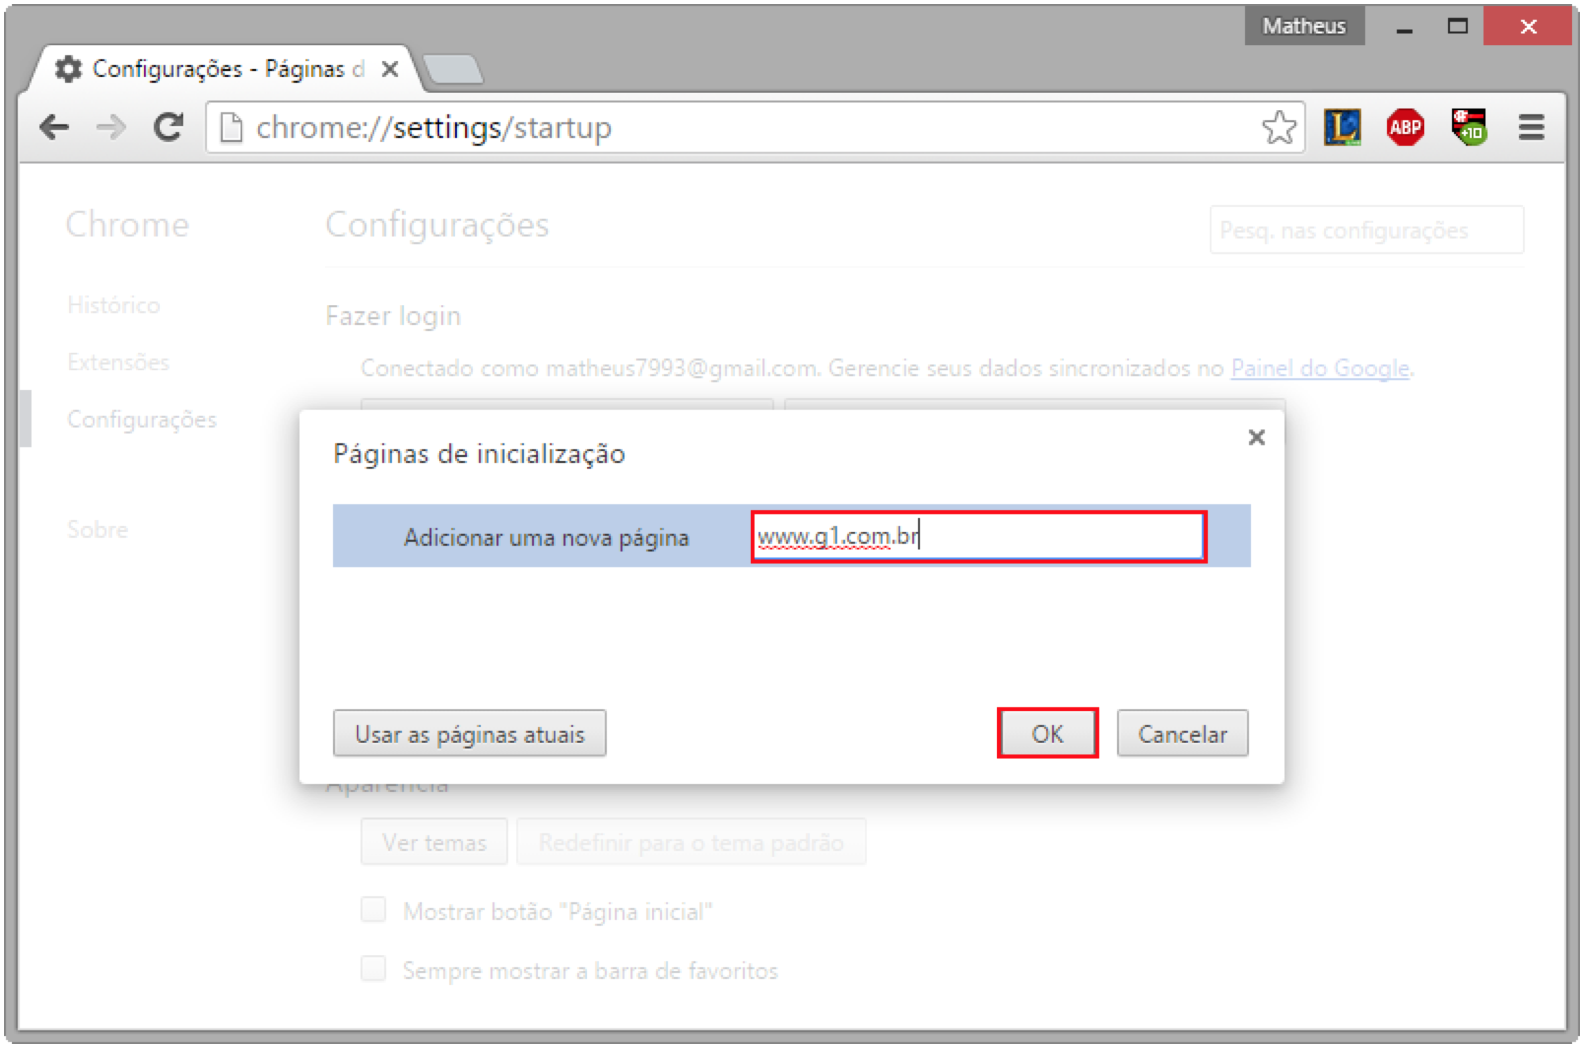 Matheus
Configurações - Páginas d
chrome://settings/startup
ABP
+10
Chrome
Configurações
Pesq. nas configurações
Histórico
Fazer login
Extensões
Conectado como matheus7993@gmail.com. Gerencie seus dados sincronizados no Painel do Google.
Configurações
Páginas de inicialização
Sobre
Adicionar uma nova página
www.g1.com.br
Usar as páginas atuais
OK
Cancelar
Aparência
Ver temas
Redefinir para o tema padrão
Mostrar botão "Página inicial"
Sempre mostrar a barra de favoritos